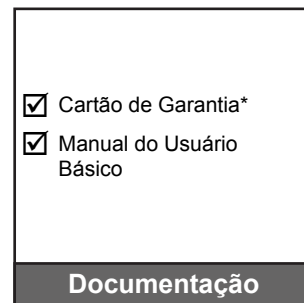 ☑ Cartão de Garantia*
☑ Manual do Usuário
Básico
Documentação